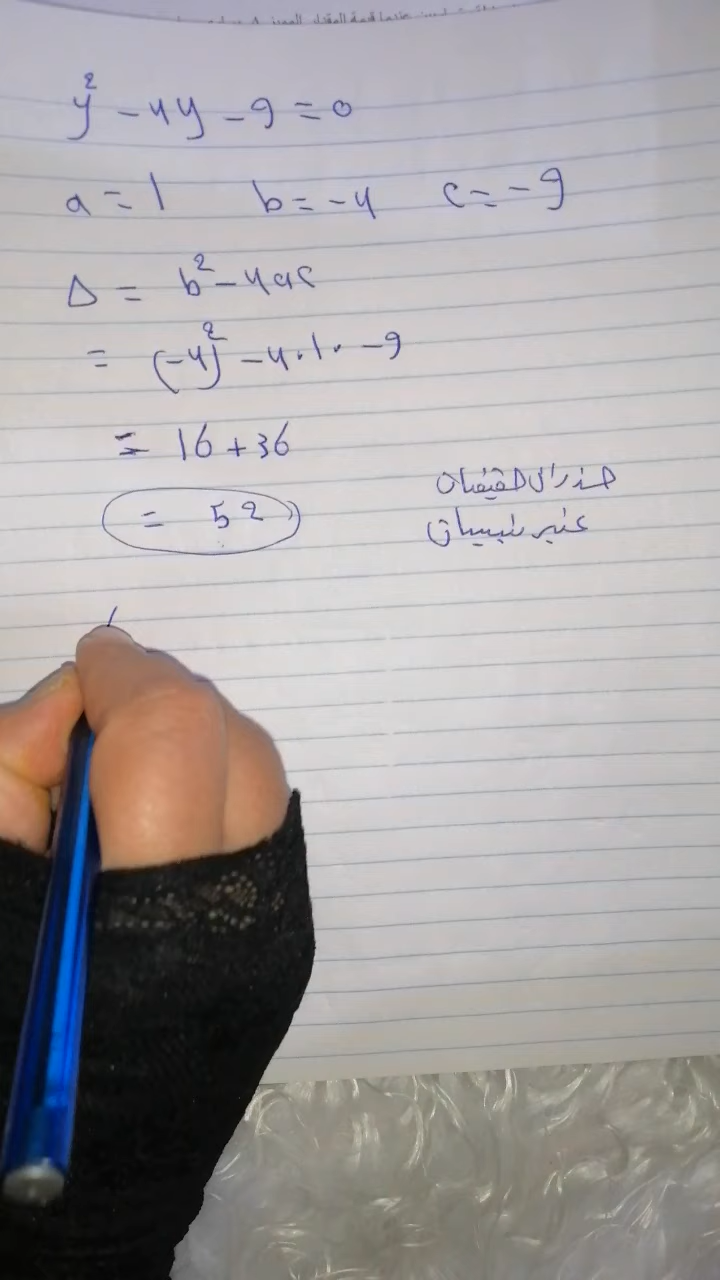 y² - 4y - 9 = 0
a = 1 b = -4 c = -9
Δ = b² - 4ac
= (-4)² - 4·1· -9
= 16 + 36
= 52
جذران حقيقيان
غير نسبيان